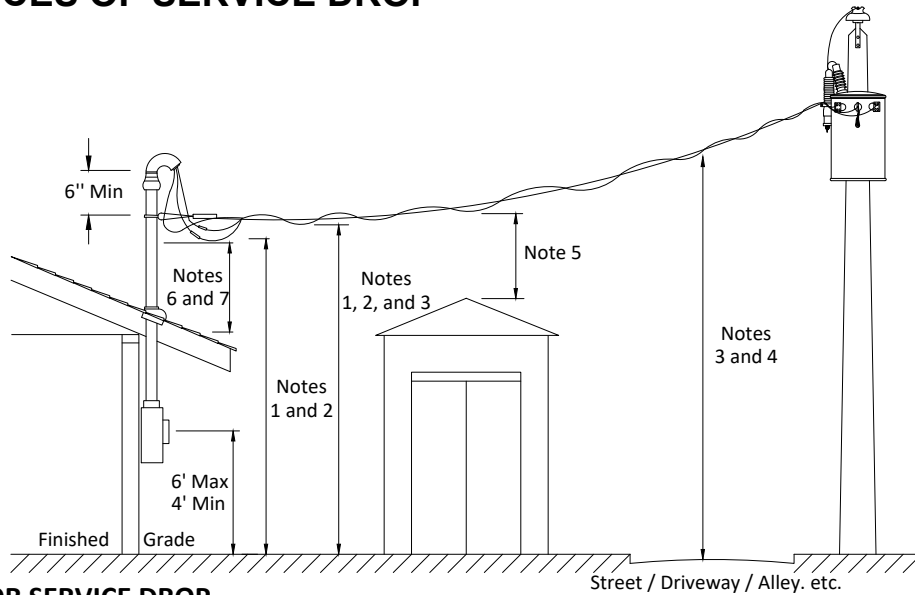 6" Min
Notes
6 and 7
Notes
1, 2, and 3
Note 5
Notes
1 and 2
Notes
3 and 4
6' Max
4' Min
Finished Grade
Street / Driveway / Alley. etc.